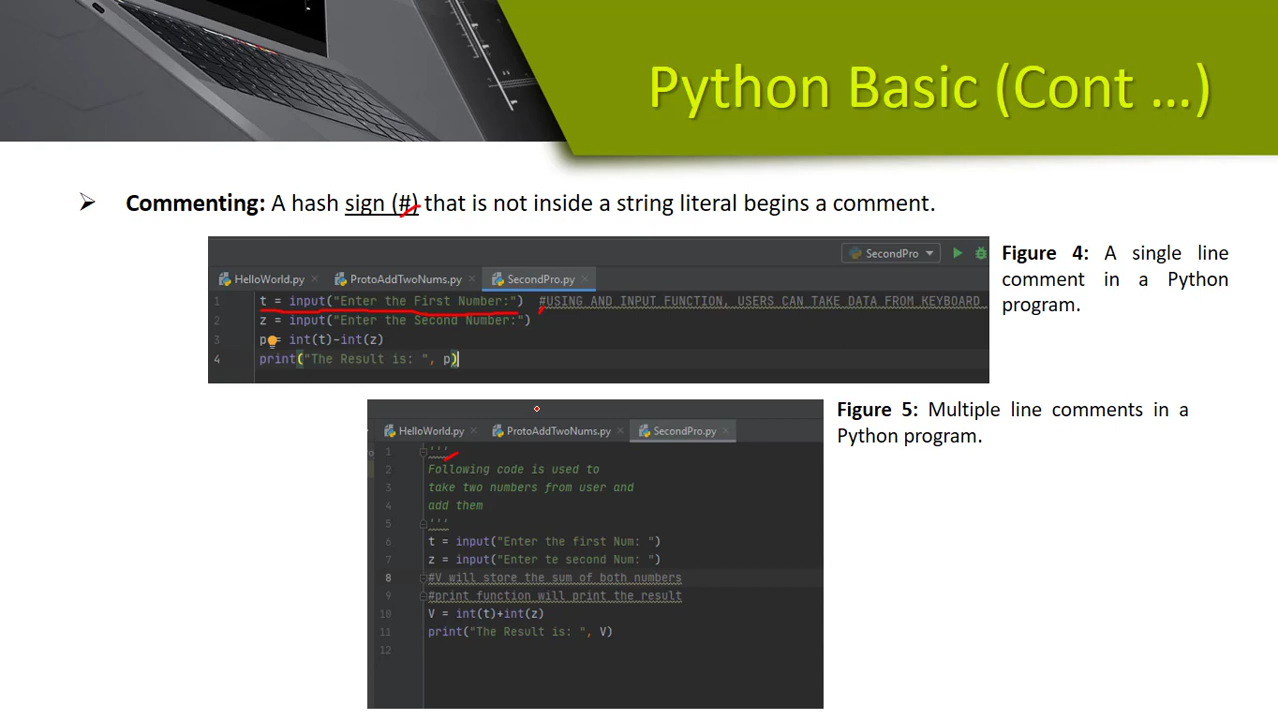 Python Basic (Cont …)
➢ Commenting: A hash sign (#) that is not inside a string literal begins a comment.
SecondPro
HelloWorld.py ProtoAddTwoNums.py SecondPro.py
1 t = input("Enter the First Number:") #USING AND INPUT FUNCTION, USERS CAN TAKE DATA FROM KEYBOARD
2 z = input("Enter the Second Number:")
3 p = int(t)-int(z)
4 print("The Result is: ", p)
Figure 4: A single line
comment in a Python
program.
HelloWorld.py ProtoAddTwoNums.py SecondPro.py
1 '''
2 Following code is used to
3 take two numbers from user and
4 add them
5 '''
6 t = input("Enter the first Num: ")
7 z = input("Enter te second Num: ")
8 #V will store the sum of both numbers
9 #print function will print the result
10 V = int(t)+int(z)
11 print("The Result is: ", V)
12
Figure 5: Multiple line comments in a
Python program.